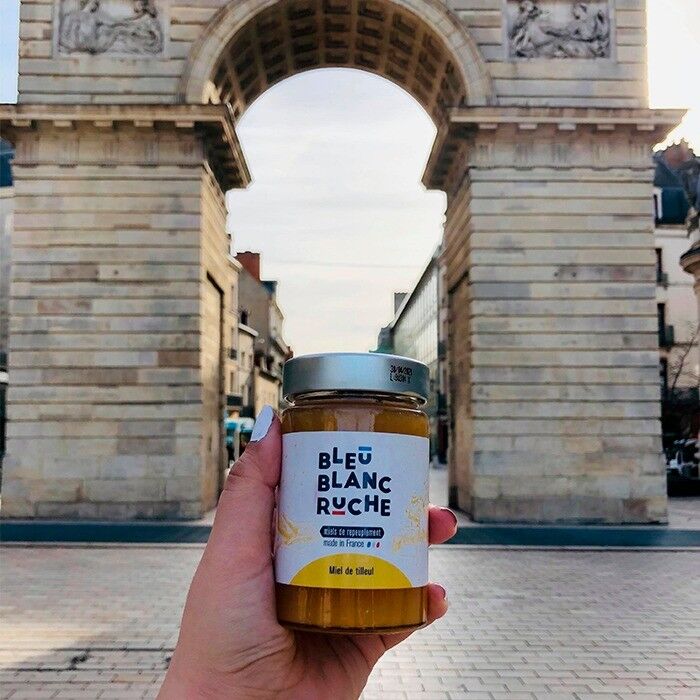 BLEU
BLANC
RUCHE
miels de repeuplement
made in France
Miel de tilleul